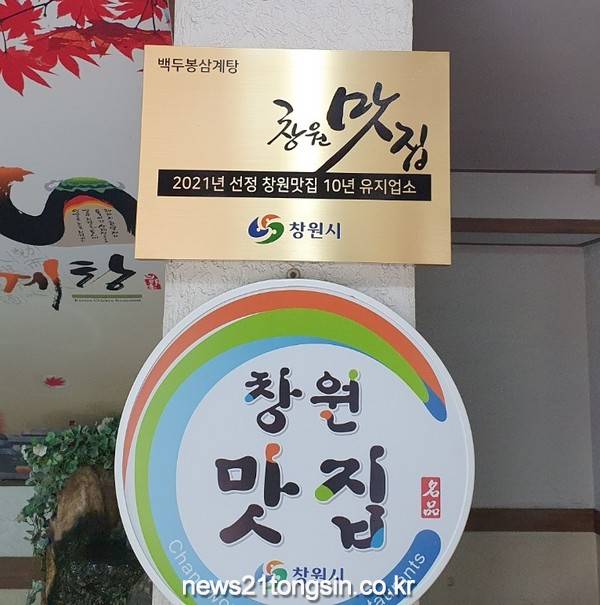 백두봉삼계탕
창원맛집
2021년 선정 창원맛집 10년 유지업소
창원시
계탕
창원
맛집
名品
창원시
news21tongsin.co.kr